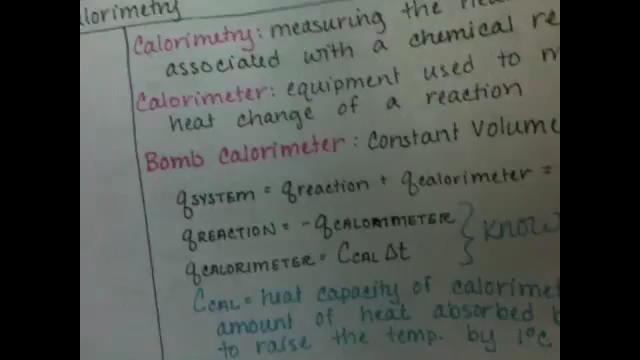 alorimetry
Calorimetry: measuring the
associated with a chemical re
Calorimeter: equipment used to m
heat change of a reaction
Bomb Calorimeter: Constant Volume
qSYSTEM = qreaction + qcalorimeter =
qREACTION = -qCALORIMETER
qCALORIMETER = CCAL Δt } KNOW
CCAL = heat capacity of calorimet
amount of heat absorbed b
to raise the temp. by 1°C